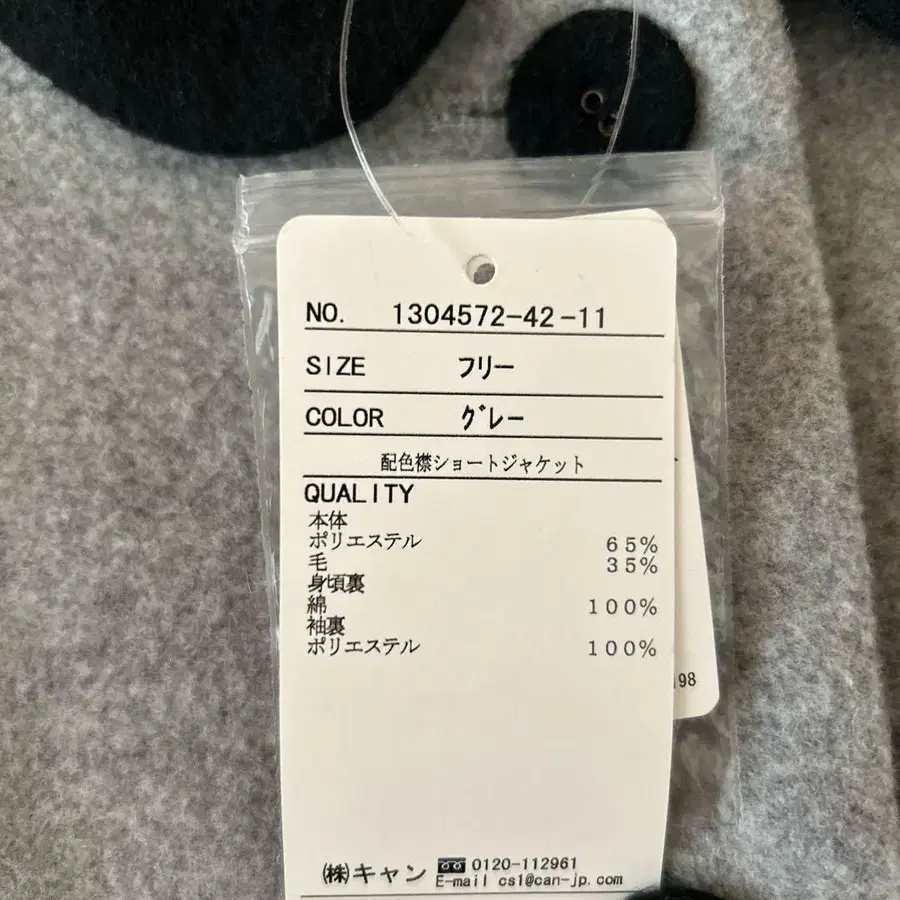 NO. 1304572-42-11
SIZE フリー
COLOR グレー
配色襟ショートジャケット
QUALITY
本体
ポリエステル 65%
毛 35%
身頃裏
綿 100%
袖裏
ポリエステル 100%
198
㈱キャン 0120-112961
E-mail cs1@can-jp.com